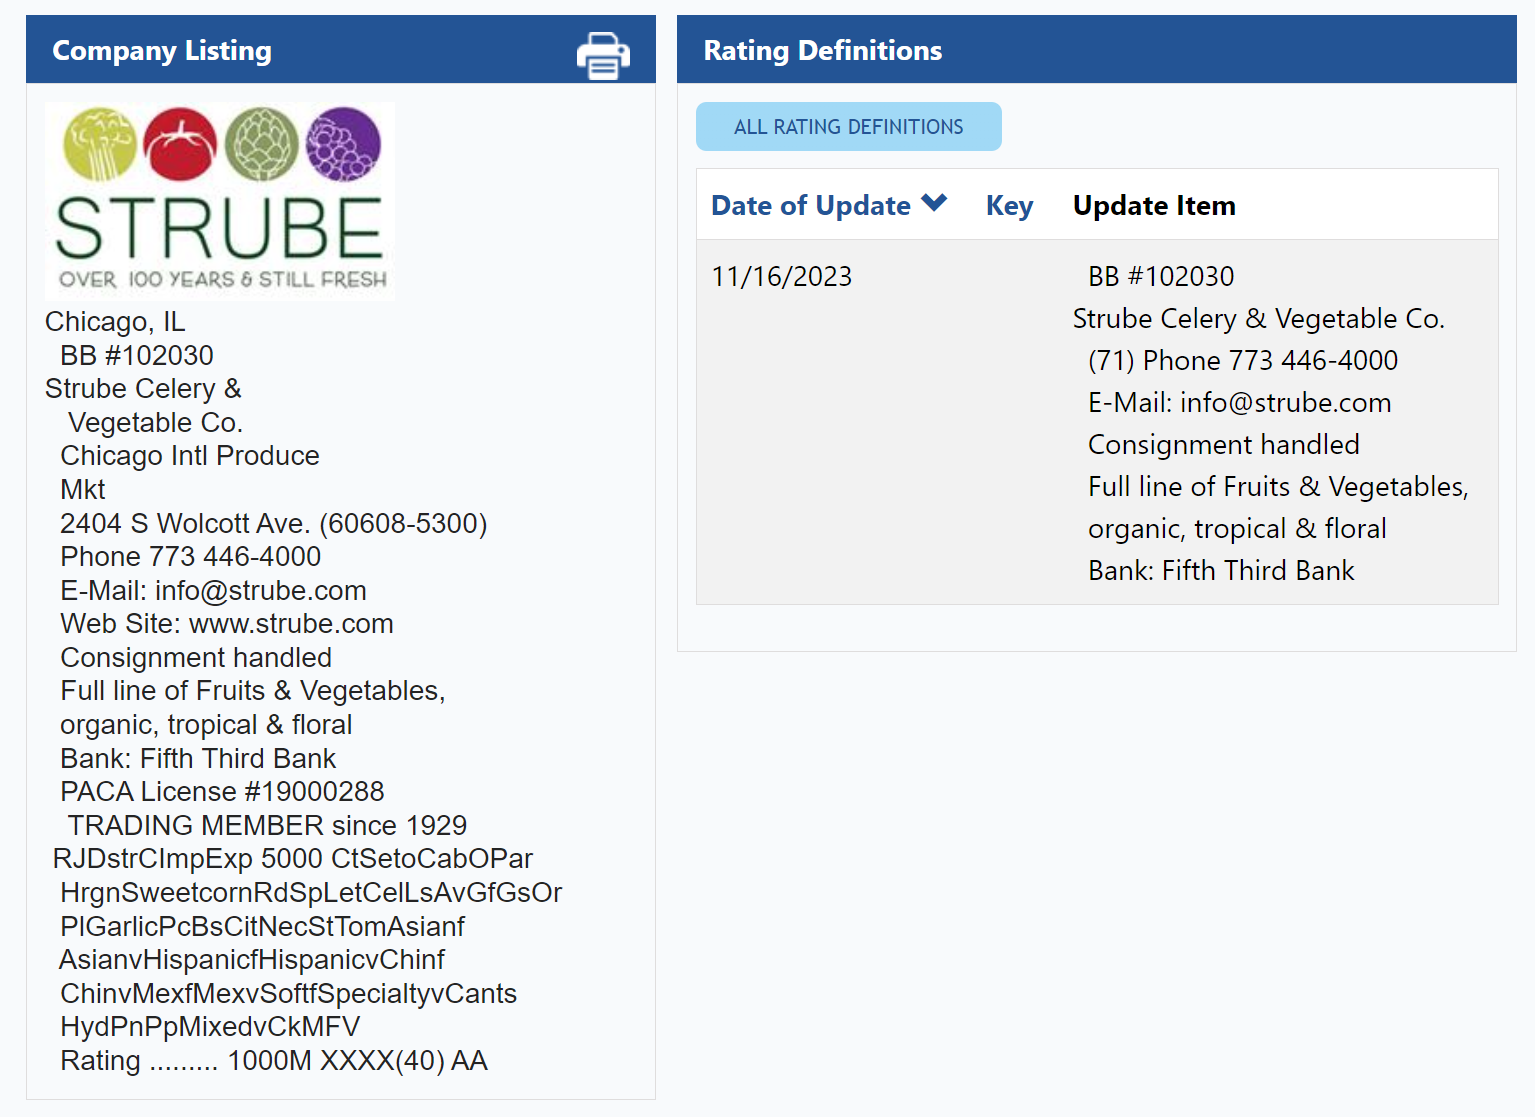 Company Listing
STRUBE
OVER 100 YEARS & STILL FRESH
Chicago, IL
BB #102030
Strube Celery &
Vegetable Co.
Chicago Intl Produce
Mkt
2404 S Wolcott Ave. (60608-5300)
Phone 773 446-4000
E-Mail: info@strube.com
Web Site: www.strube.com
Consignment handled
Full line of Fruits & Vegetables,
organic, tropical & floral
Bank: Fifth Third Bank
PACA License #19000288
TRADING MEMBER since 1929
RJDstrCImpExp 5000 CtSetoCabOPar
HrgnSweetcornRdSpLetCelLsAvGfGsOr
PlGarlicPcBsCitNecStTomAsianf
AsianvHispanicfHispanicvChinf
ChinvMexfMexvSoftfSpecialtyvCants
HydPnPpMixedvCkMFV
Rating ......... 1000M XXXX(40) AA
Rating Definitions
ALL RATING DEFINITIONS
Date of Update Key Update Item
11/16/2023 BB #102030
Strube Celery & Vegetable Co.
(71) Phone 773 446-4000
E-Mail: info@strube.com
Consignment handled
Full line of Fruits & Vegetables,
organic, tropical & floral
Bank: Fifth Third Bank